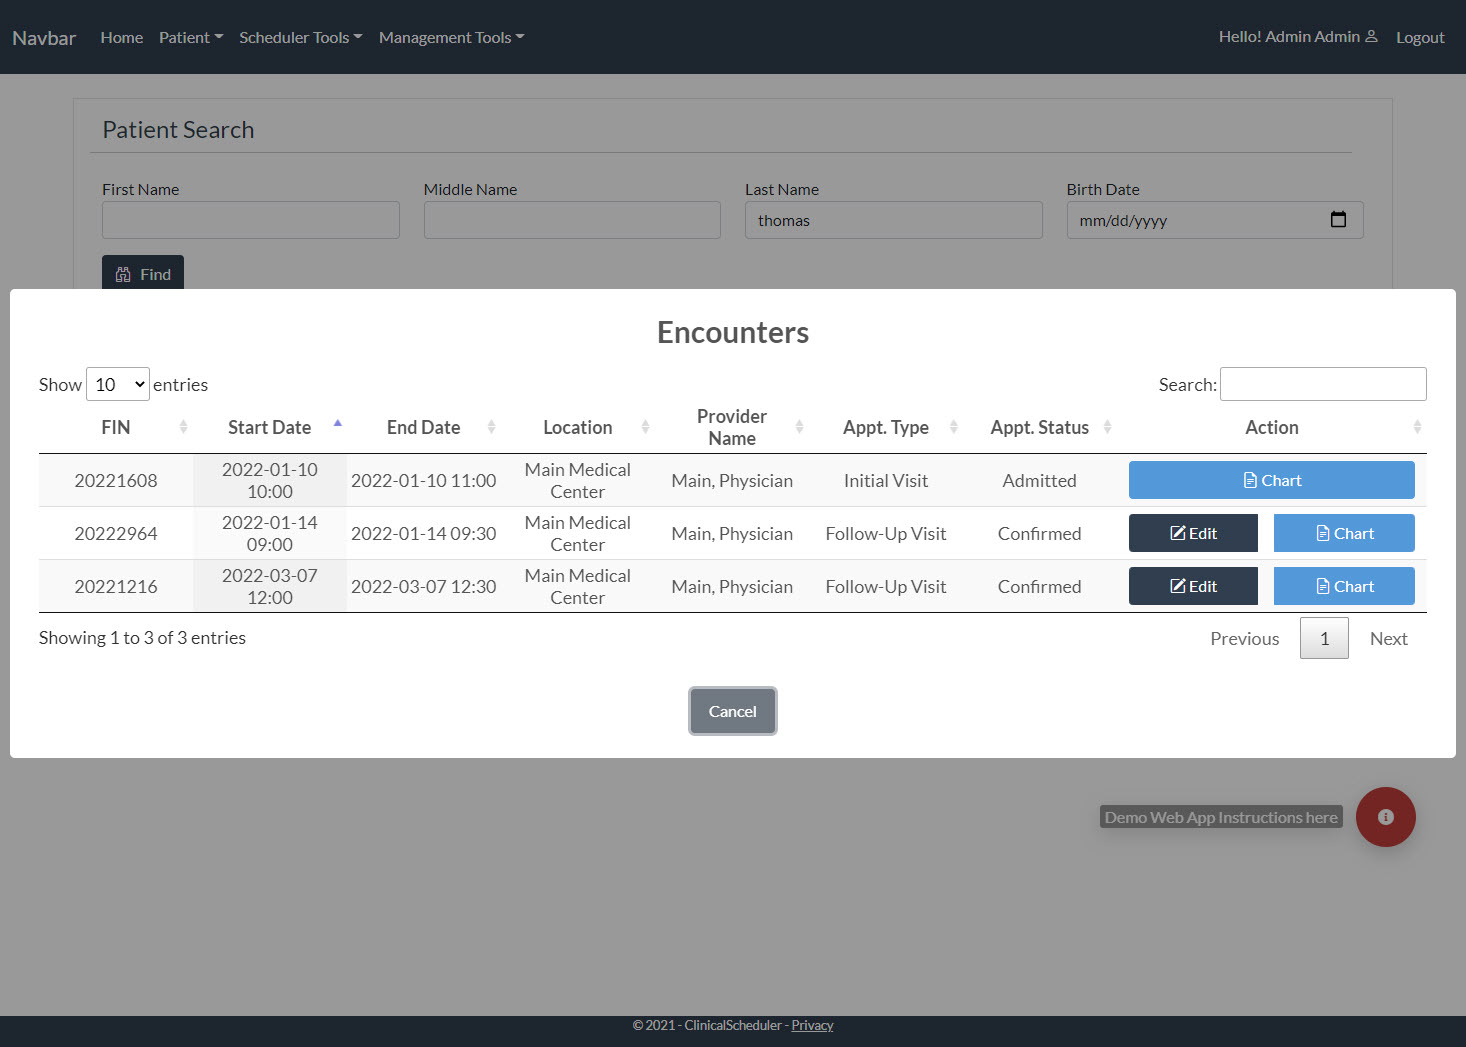 Navbar Home Patient Scheduler Tools Management Tools Hello! Admin Admin Logout
Patient Search
First Name Middle Name Last Name Birth Date
thomas mm/dd/yyyy
Find
Encounters
Show 10 entries Search:
FIN Start Date End Date Location Provider Name Appt. Type Appt. Status Action
20221608 2022-01-10 10:00 2022-01-10 11:00 Main Medical Center Main, Physician Initial Visit Admitted Chart
20222964 2022-01-14 09:00 2022-01-14 09:30 Main Medical Center Main, Physician Follow-Up Visit Confirmed Edit Chart
20221216 2022-03-07 12:00 2022-03-07 12:30 Main Medical Center Main, Physician Follow-Up Visit Confirmed Edit Chart
Showing 1 to 3 of 3 entries Previous 1 Next
Cancel
Demo Web App Instructions here
© 2021 - ClinicalScheduler - Privacy